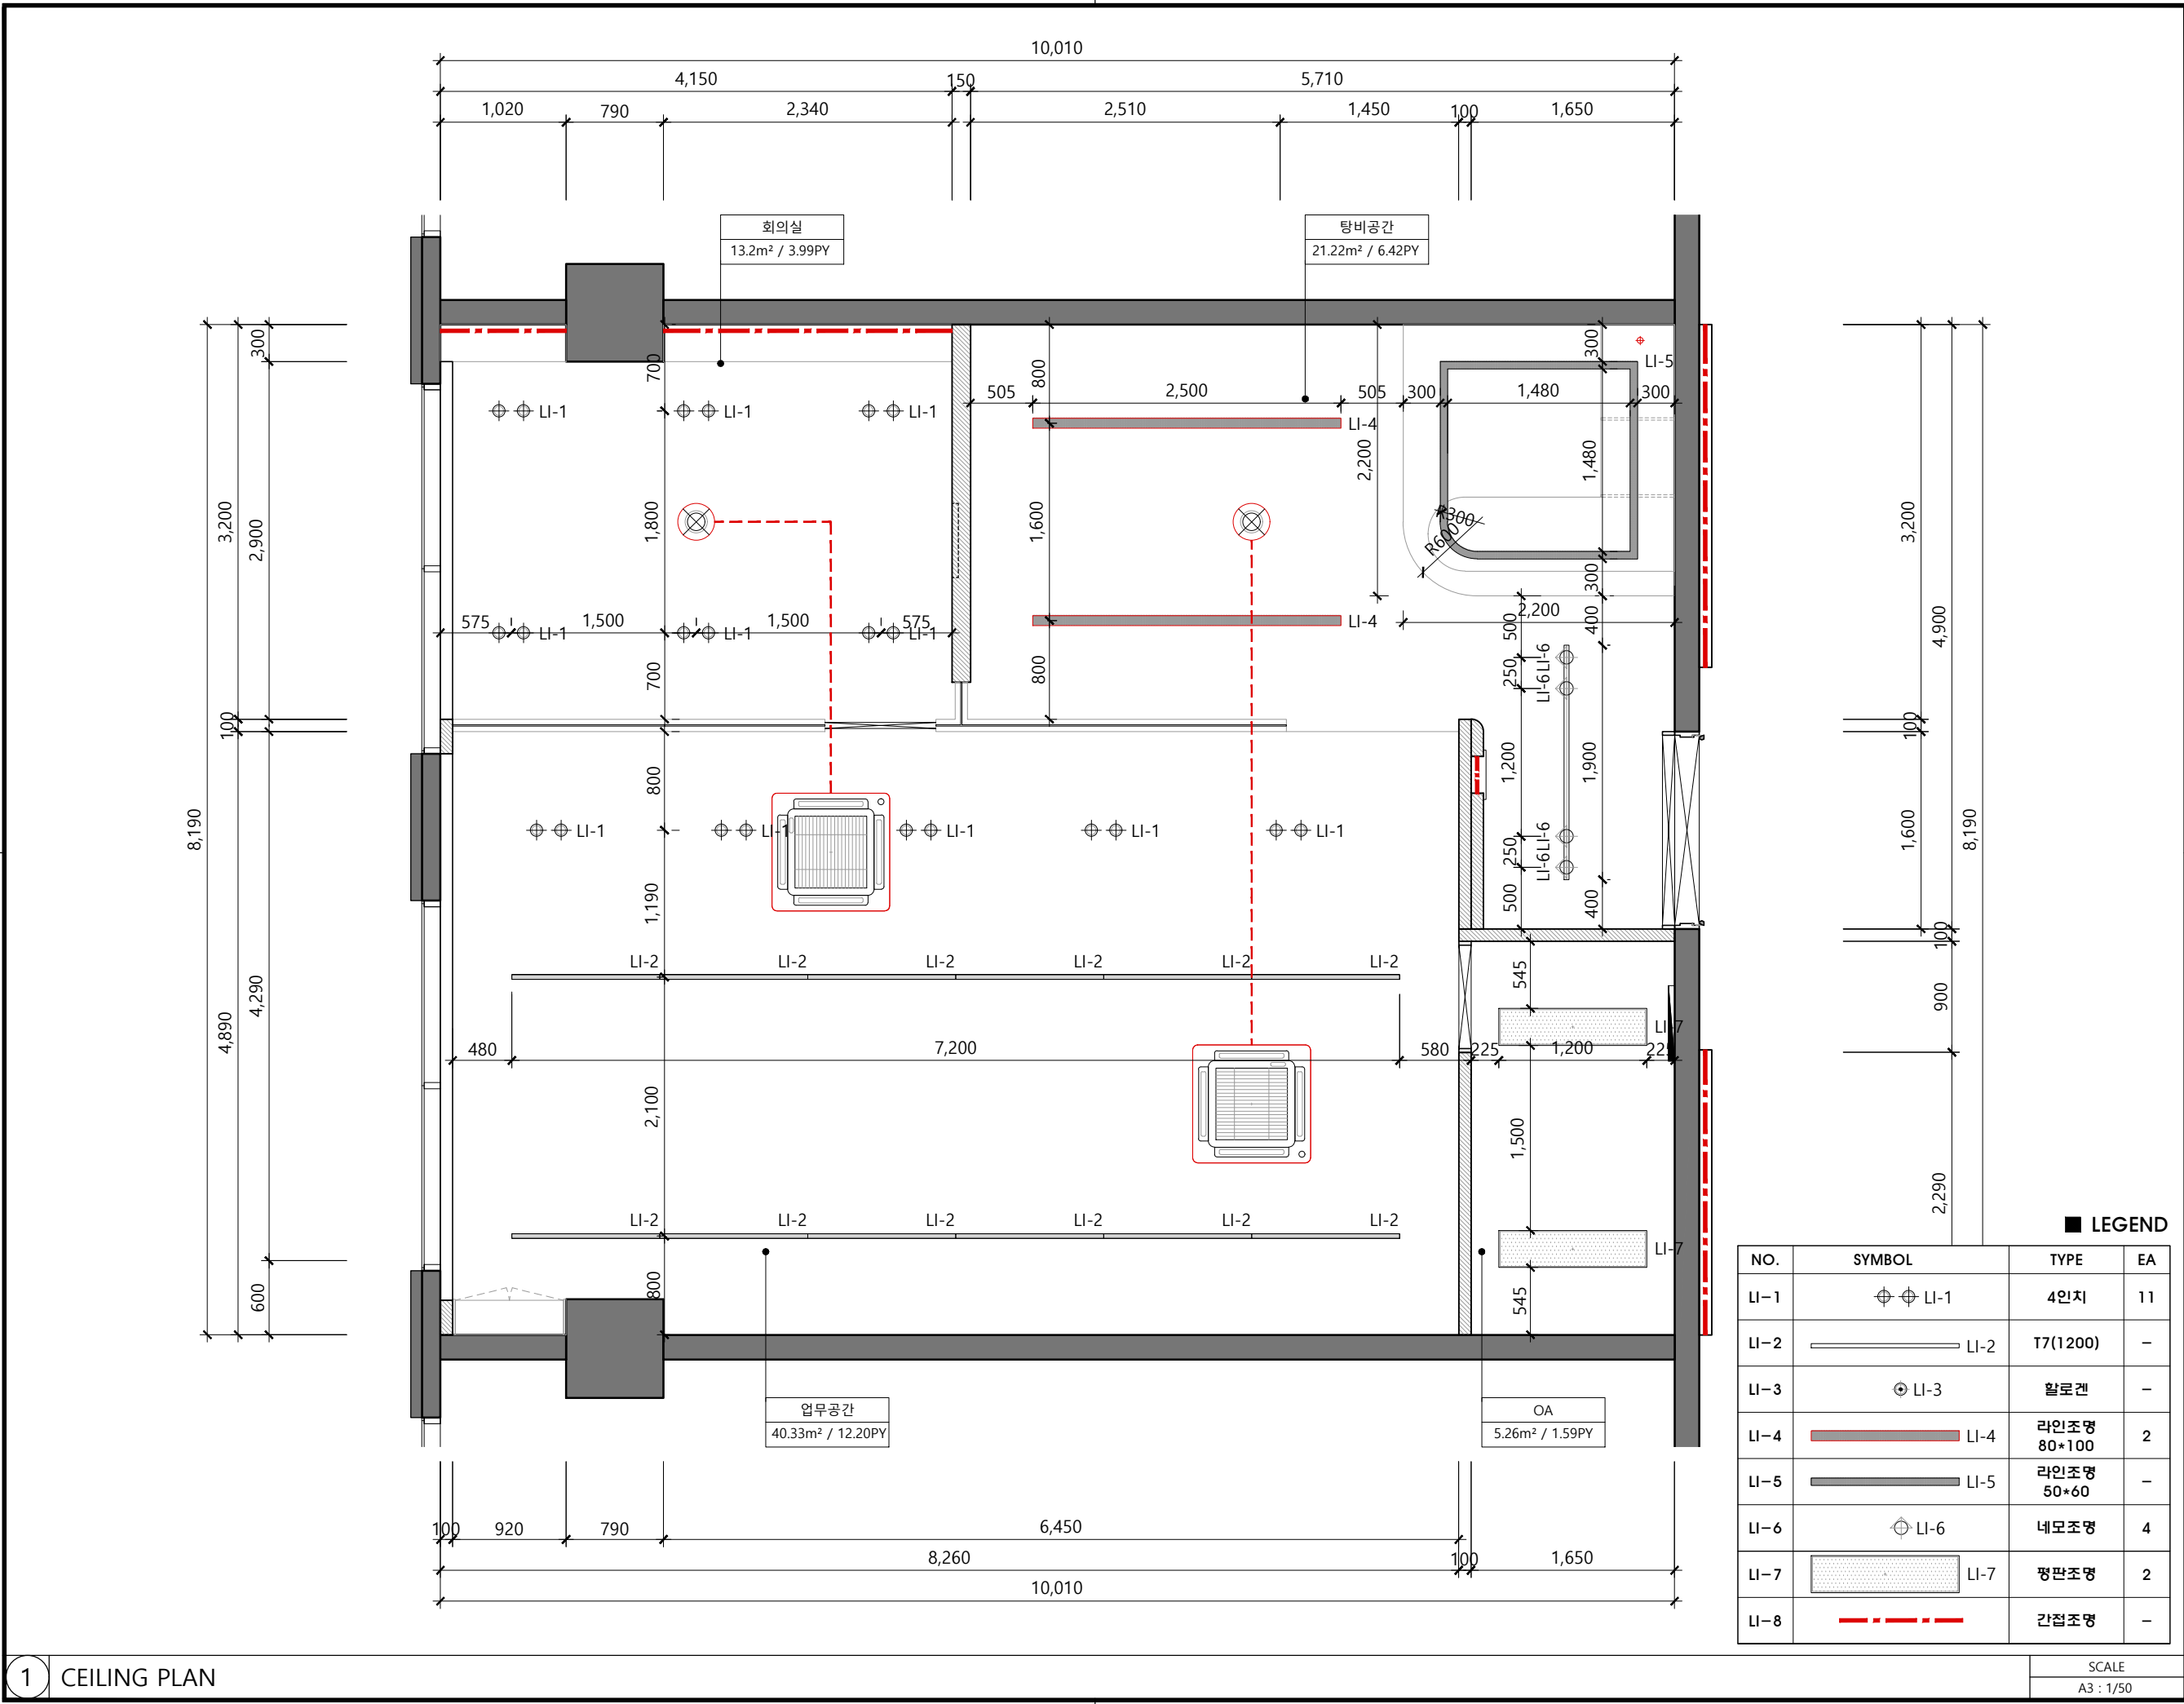 10,010
4,150
150
5,710
1,020
790
2,340
2,510
1,450
100
1,650
회의실
13.2m² / 3.99PY
탕비공간
21.22m² / 6.42PY
300
700
800
300
LI-5
505
2,500
505
300
1,480
300
LI-1
LI-1
LI-1
LI-4
2,200
1,480
3,200
2,900
1,800
1,600
3,200
R300
R600
300
2,200
400
500
575
1,500
1,500
575
LI-1
LI-1
LI-1
LI-4
4,900
700
800
250
LI-6
LI-6
100
100
8,190
800
1,200
1,900
1,600
8,190
LI-1
LI-1
LI-1
LI-1
LI-1
250
LI-6
LI-6
1,190
500
400
100
LI-2
LI-2
LI-2
LI-2
LI-2
LI-2
545
4,290
900
4,890
LI-7
480
7,200
580
225
1,200
225
2,100
1,500
2,290
LI-2
LI-2
LI-2
LI-2
LI-2
LI-2
LI-7
600
800
545
업무공간
40.33m² / 12.20PY
OA
5.26m² / 1.59PY
100
920
790
6,450
8,260
100
1,650
10,010
■ LEGEND
NO. SYMBOL TYPE EA
LI-1 LI-1 4인치 11
LI-2 LI-2 T7(1200) -
LI-3 LI-3 할로겐 -
LI-4 LI-4 라인조명 80*100 2
LI-5 LI-5 라인조명 50*60 -
LI-6 LI-6 네모조명 4
LI-7 LI-7 평판조명 2
LI-8 간접조명 -
1 CEILING PLAN
SCALE
A3 : 1/50